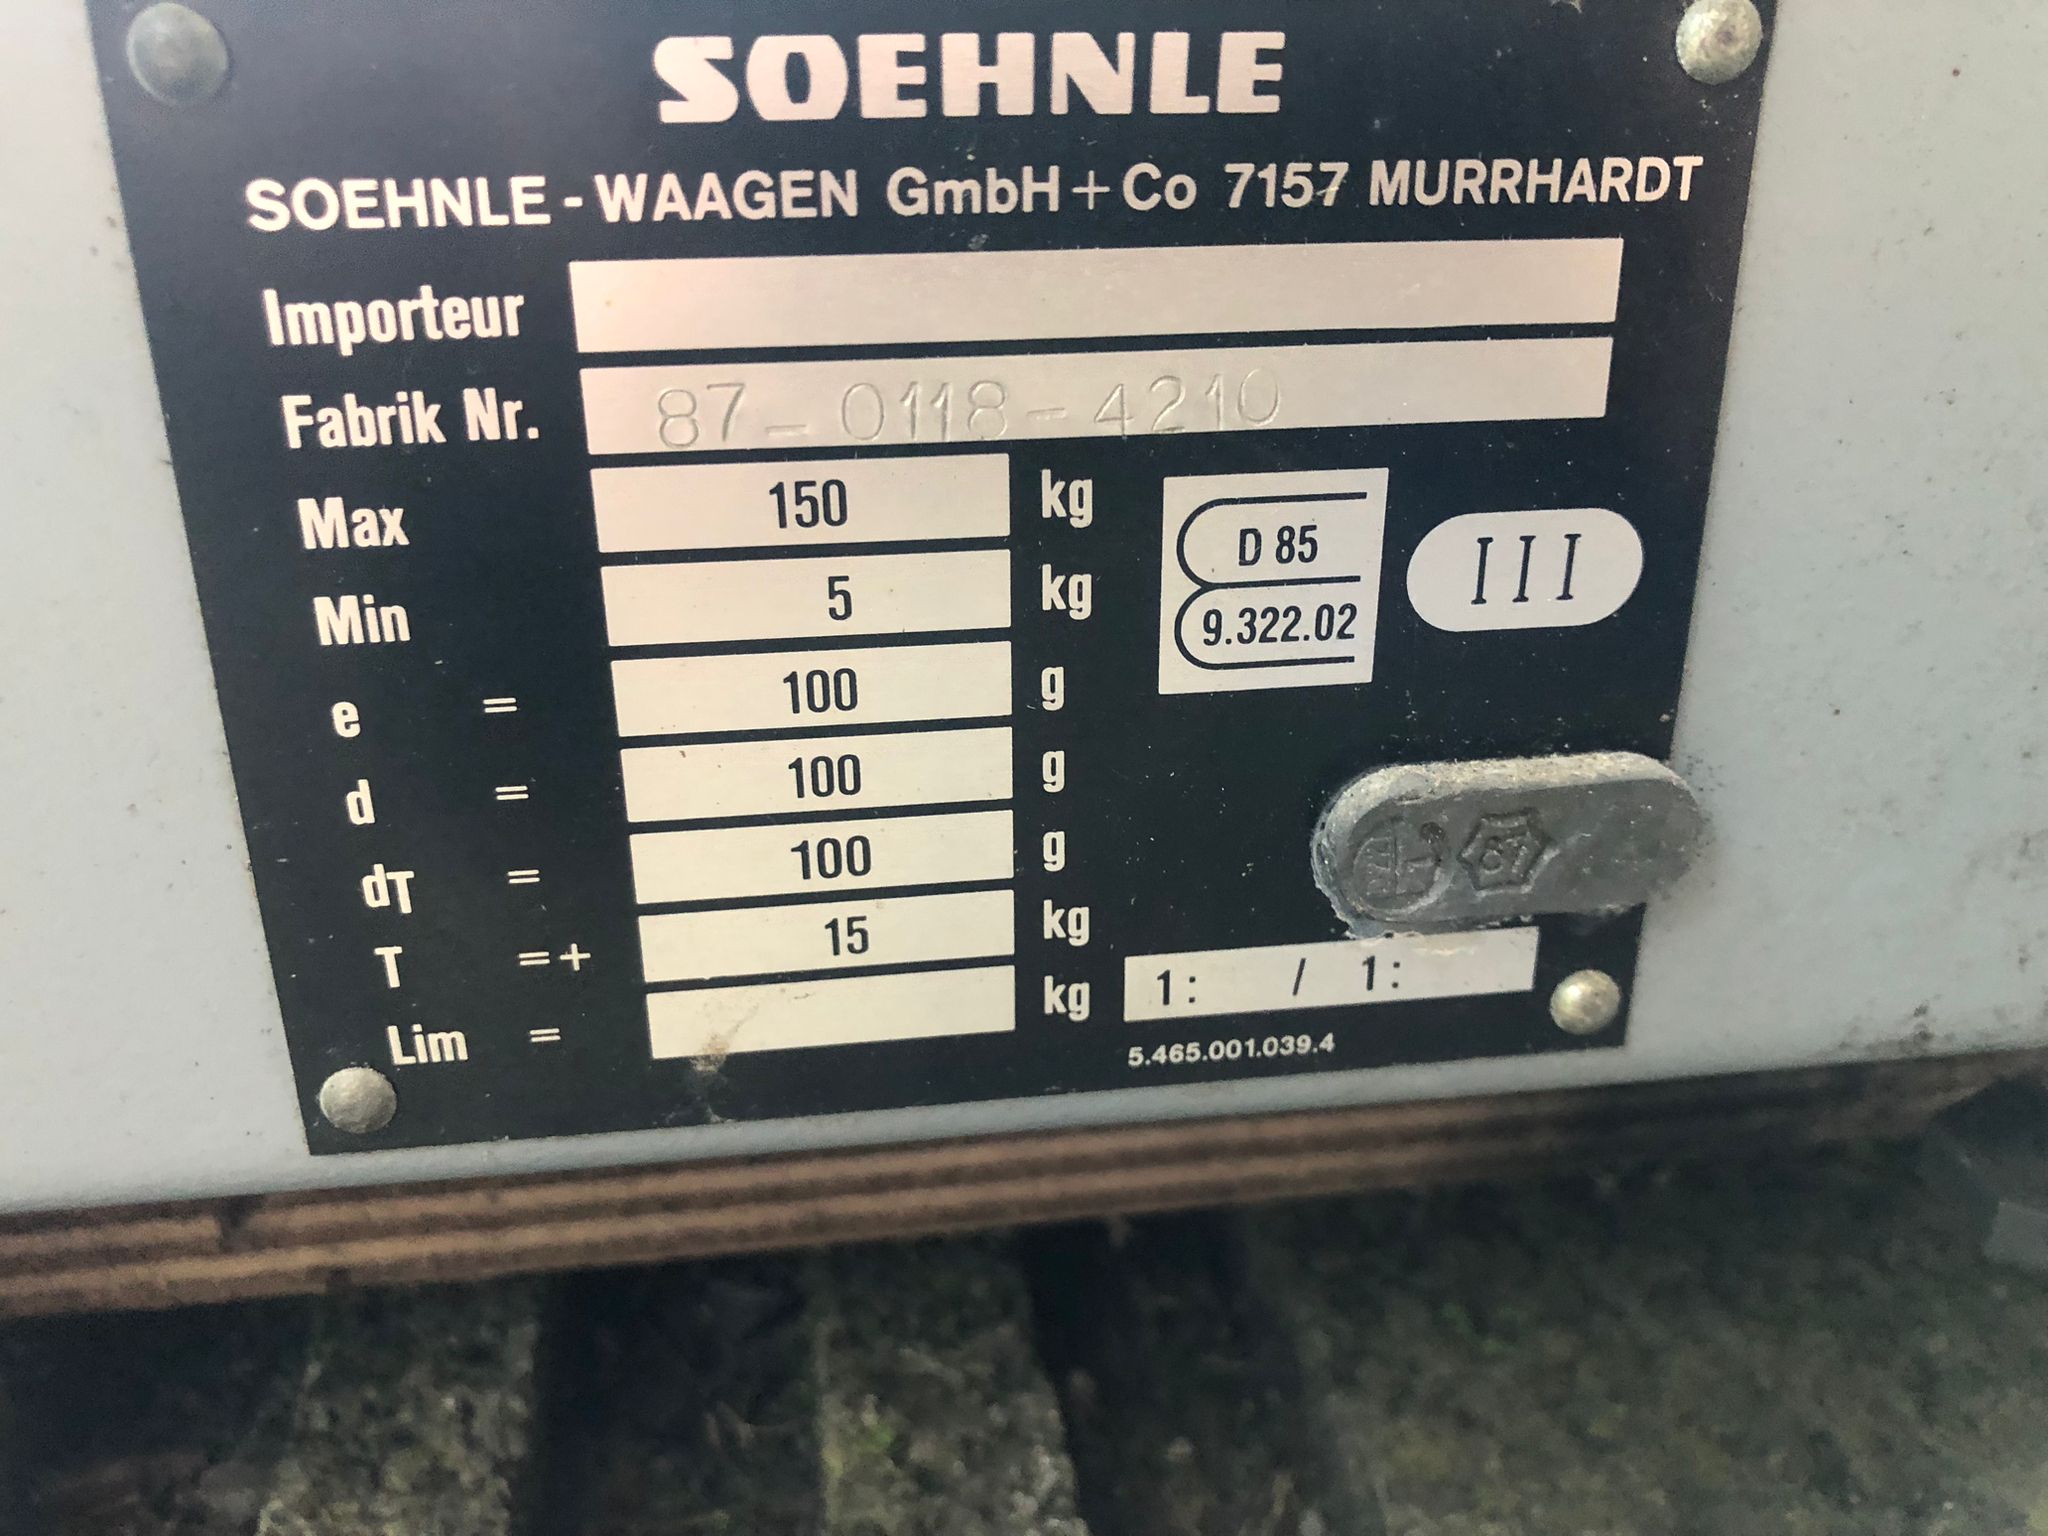 SOEHNLE
SOEHNLE-WAAGEN GmbH+Co 7157 MURRHARDT
Importeur
Fabrik Nr. 87-0118-4210
Max 150 kg
Min 5 kg
e = 100 g
d = 100 g
dT = 100 g
T =+ 15 kg
Lim = kg
D 85
9.322.02
III
1: / 1:
5.465.001.039.4